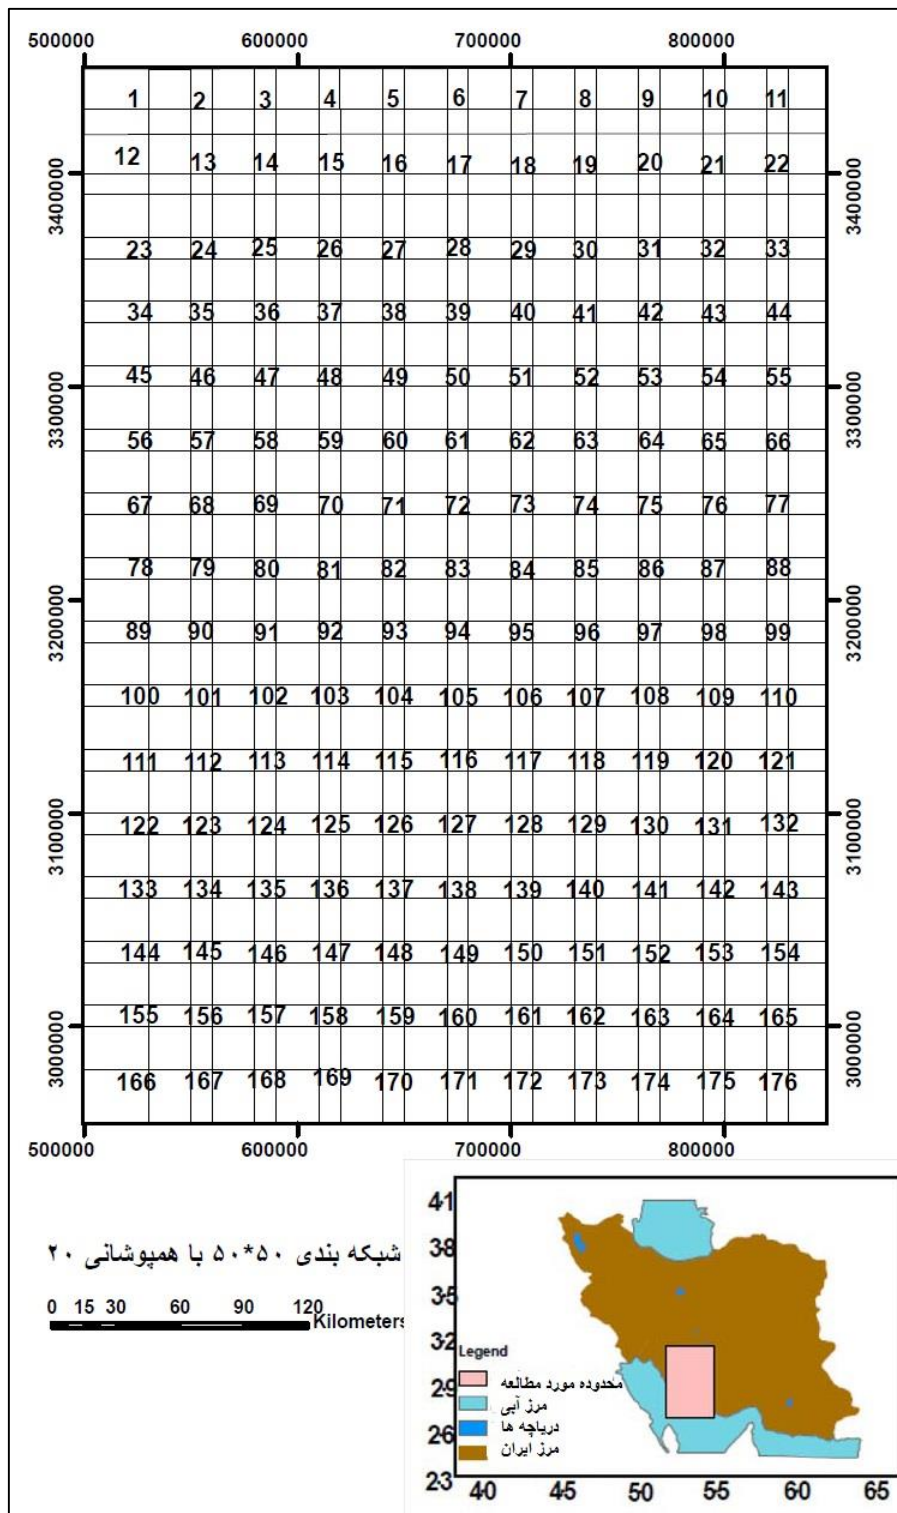 500000 600000 700000 800000
3400000 3400000
3300000 3300000
3200000 3200000
3100000 3100000
3000000 3000000
1 2 3 4 5 6 7 8 9 10 11
12 13 14 15 16 17 18 19 20 21 22
23 24 25 26 27 28 29 30 31 32 33
34 35 36 37 38 39 40 41 42 43 44
45 46 47 48 49 50 51 52 53 54 55
56 57 58 59 60 61 62 63 64 65 66
67 68 69 70 71 72 73 74 75 76 77
78 79 80 81 82 83 84 85 86 87 88
89 90 91 92 93 94 95 96 97 98 99
100 101 102 103 104 105 106 107 108 109 110
111 112 113 114 115 116 117 118 119 120 121
122 123 124 125 126 127 128 129 130 131 132
133 134 135 136 137 138 139 140 141 142 143
144 145 146 147 148 149 150 151 152 153 154
155 156 157 158 159 160 161 162 163 164 165
166 167 168 169 170 171 172 173 174 175 176
500000 600000 700000 800000
شبکه بندی ۵۰*۵۰ با همپوشانی ۲۰
0 15 30 60 90 120
Kilometers
41
38
35
32
29
26
23
Legend
محدوده مورد مطالعه
مرز آبی
دریاچه ها
مرز ایران
40 45 50 55 60 65